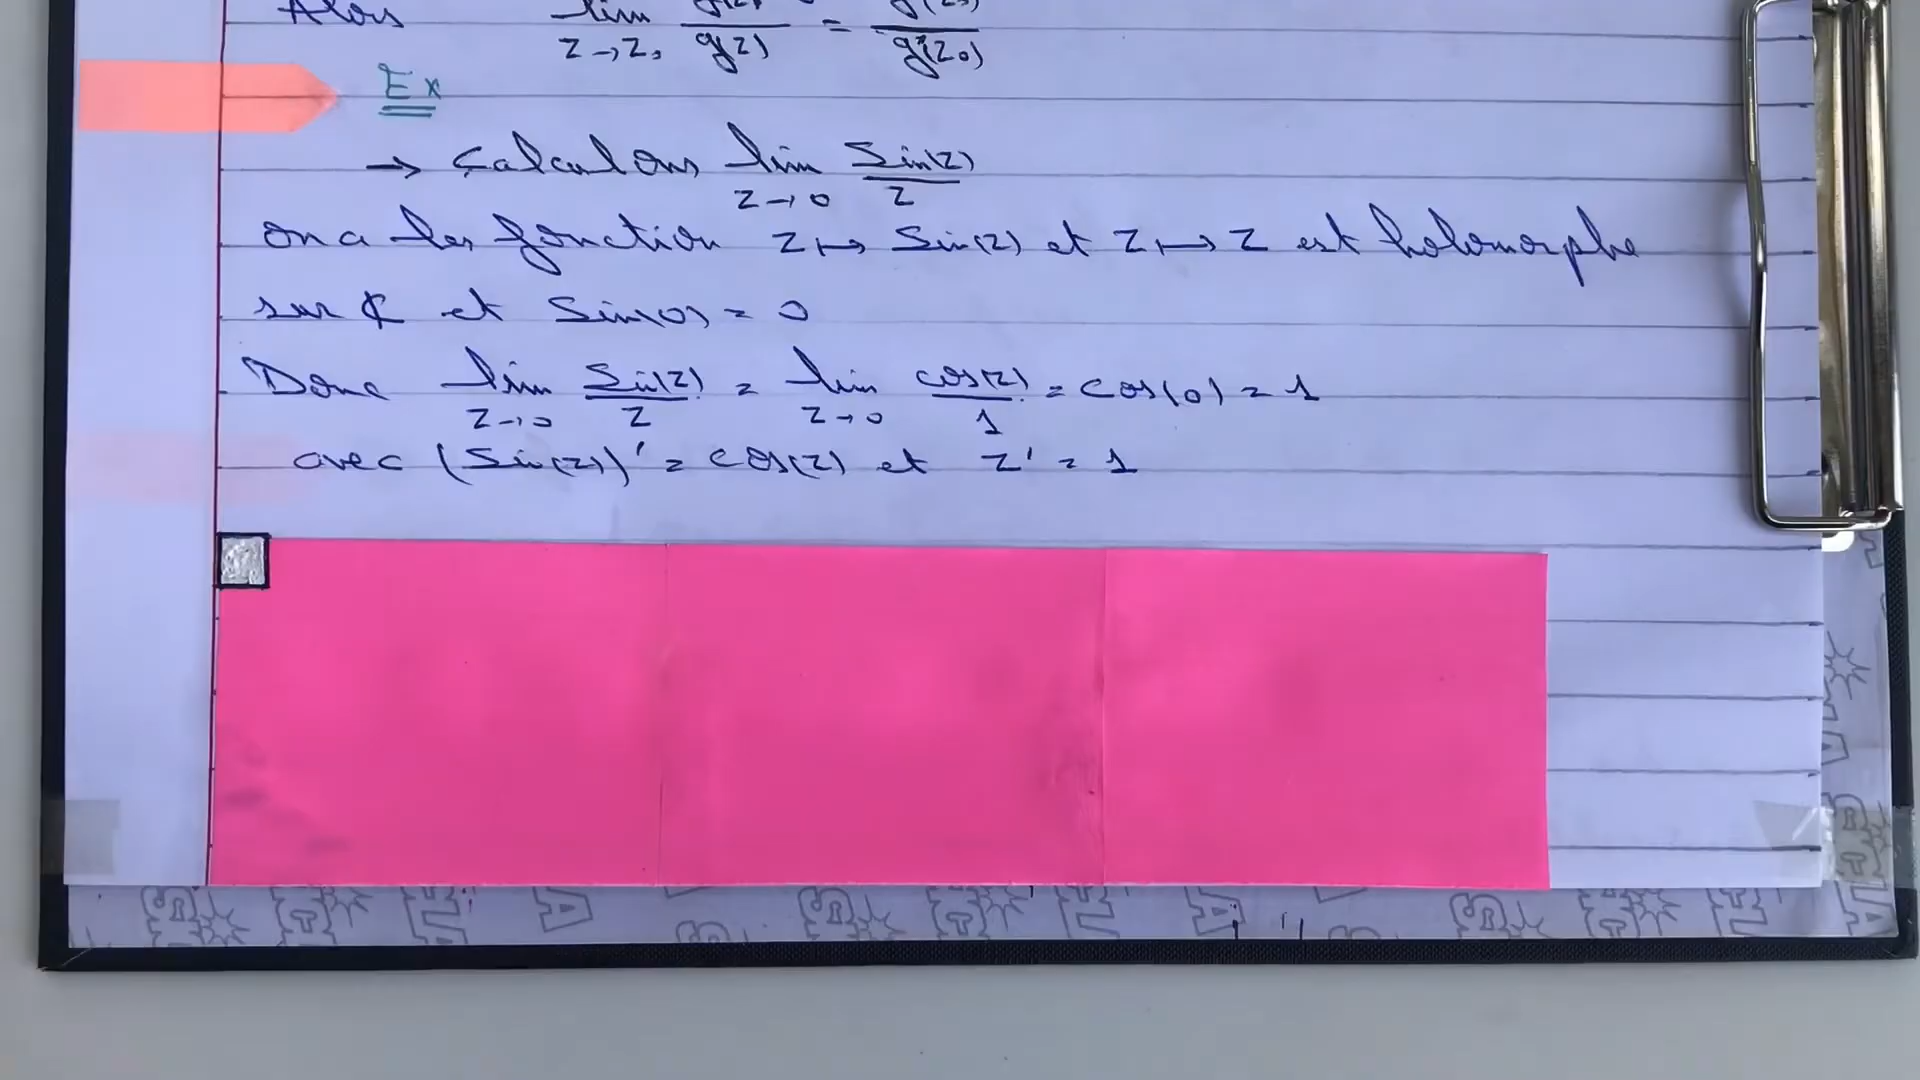 Alors lim z→z₀ g(z) = g'(z₀)
Ex
→ Calculons lim z→0 Sin(z)/z
on a les fonction z ↦ Sin(z) et z ↦ z est holomorphe
sur ℂ et Sin(0) = 0
Donc lim z→0 Sin(z)/z = lim z→0 cos(z)/1 = cos(0) = 1
avec (Sin(z))' = cos(z) et z' = 1